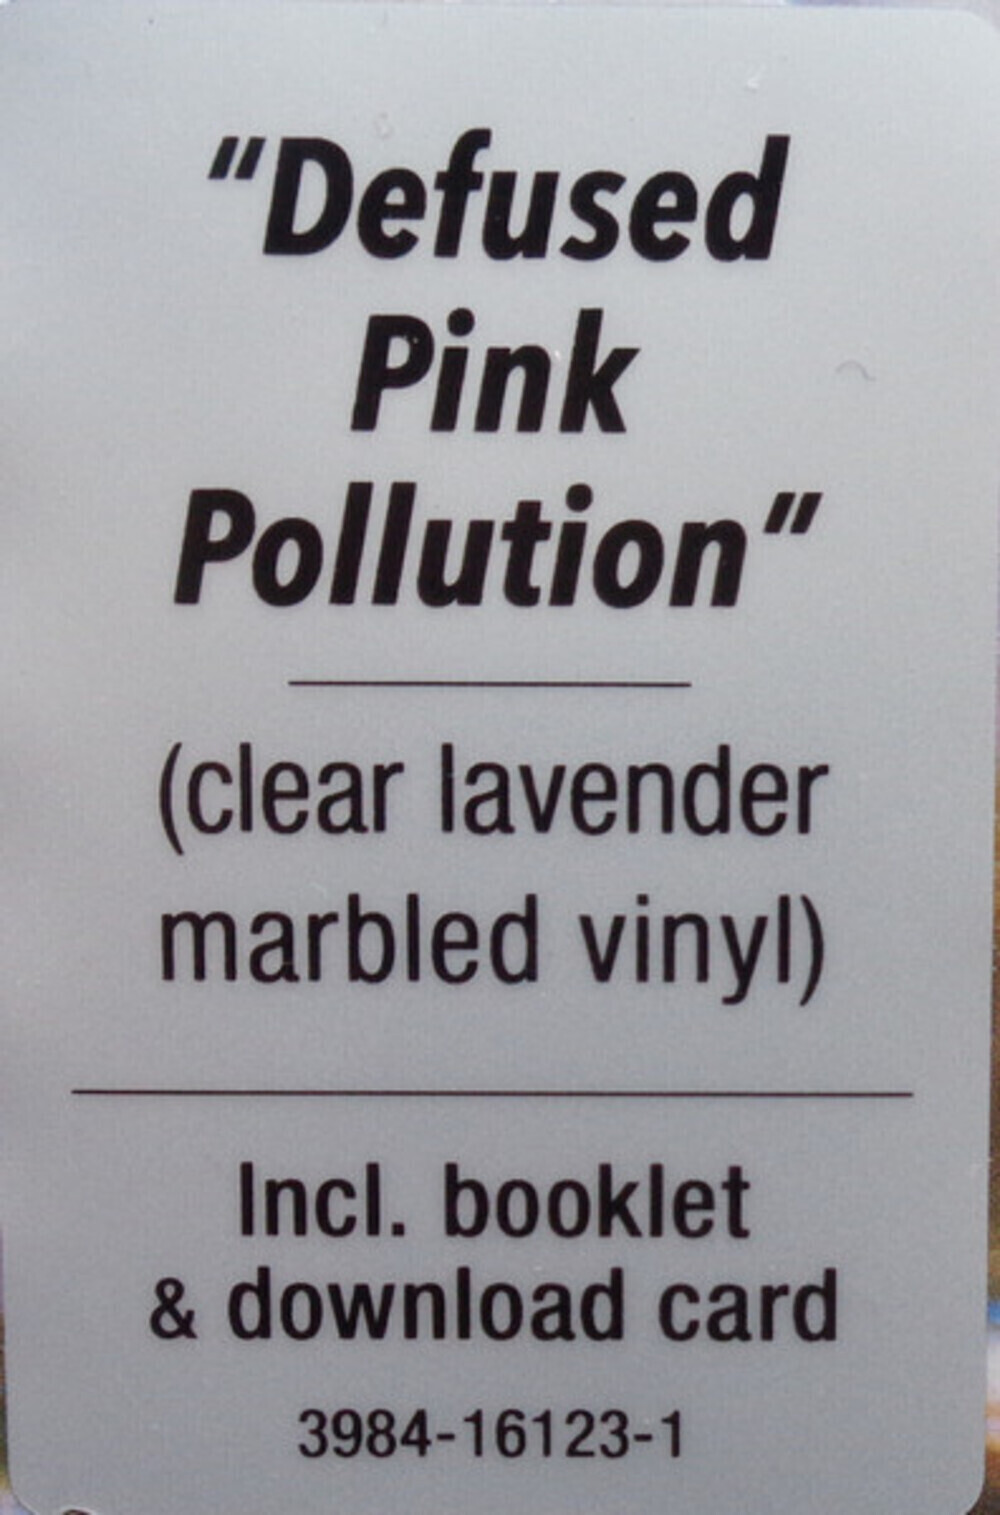 "Defused
Pink
Pollution"
(clear lavender
marbled vinyl)
Incl. booklet
& download card
3984-16123-1